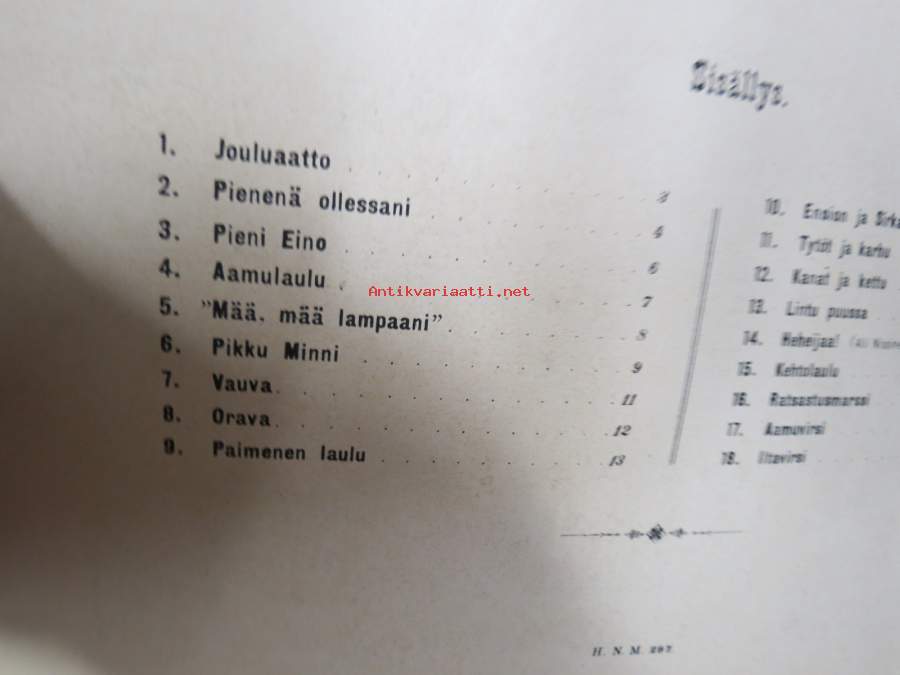 Sisällys.
1. Jouluaatto 3
2. Pienenä ollessani 4
3. Pieni Eino 6
4. Aamulaulu 7
5. "Mää, mää lampaani" 8
6. Pikku Minni 9
7. Vauva 11
8. Orava 12
9. Paimenen laulu 13
10. Ension ja
11. Tytöt ja karhu
12. Kanat ja kettu
13. Lintu puussa
14. Heheijaa!
15. Kehtolaulu
16. Ratsastusmarssi
17. Aamuvirsi
18. Iltavirsi
Antikvariaatti.net
H. N. M. 297.